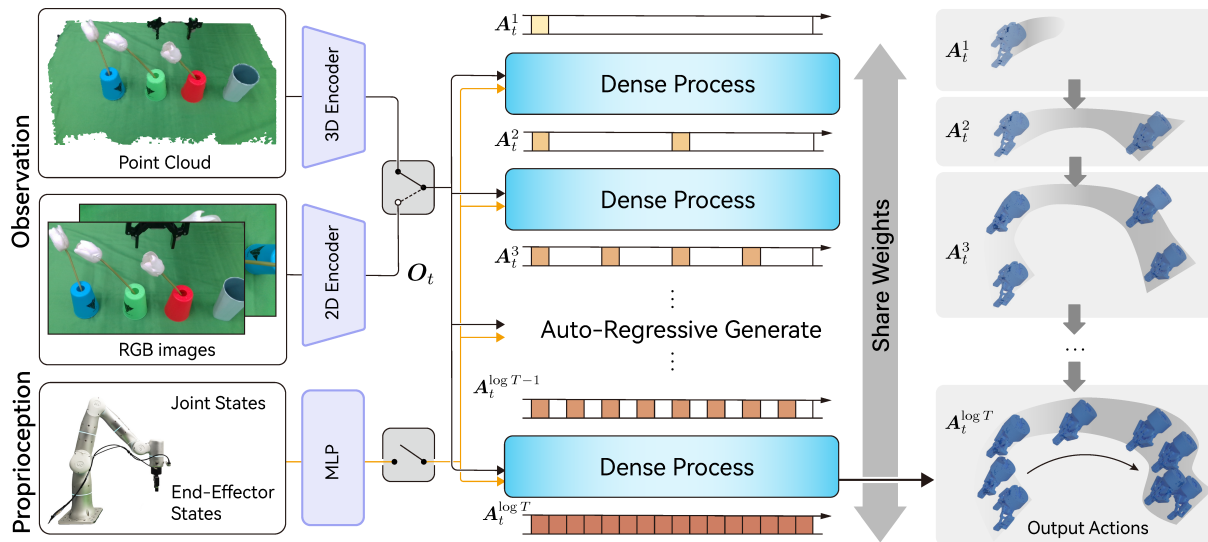 Observation
Point Cloud
3D Encoder
RGB images
2D Encoder
O_t
Proprioception
Joint States
End-Effector
States
MLP
A_t^1
Dense Process
A_t^2
Dense Process
A_t^3
⋮
Auto-Regressive Generate
⋮
A_t^{log T-1}
Dense Process
A_t^{log T}
Share Weights
A_t^1
A_t^2
A_t^3
...
A_t^{log T}
Output Actions